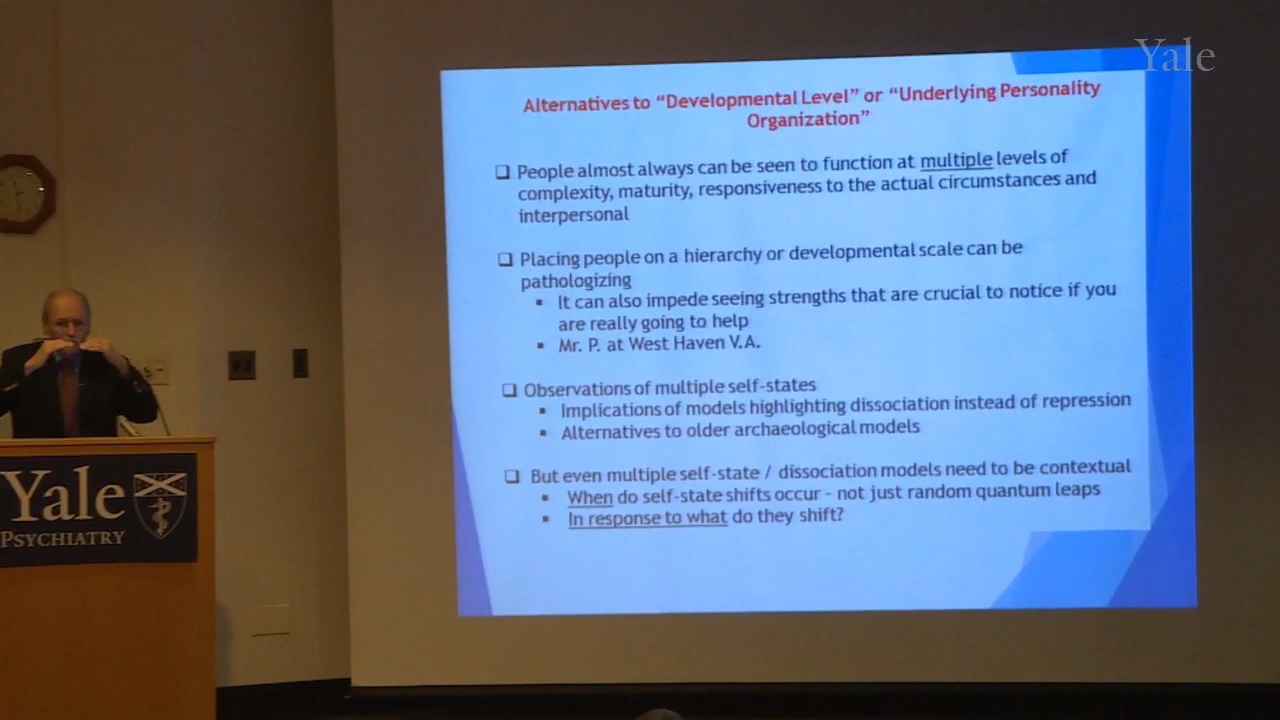 Yale
Alternatives to “Developmental Level” or “Underlying Personality
Organization”
❑ People almost always can be seen to function at multiple levels of
complexity, maturity, responsiveness to the actual circumstances and
interpersonal
❑ Placing people on a hierarchy or developmental scale can be
pathologizing
▪ It can also impede seeing strengths that are crucial to notice if you
are really going to help
▪ Mr. P. at West Haven V.A.
❑ Observations of multiple self-states
▪ Implications of models highlighting dissociation instead of repression
▪ Alternatives to older archaeological models
❑ But even multiple self-state / dissociation models need to be contextual
▪ When do self-state shifts occur - not just random quantum leaps
▪ In response to what do they shift?
Yale
PSYCHIATRY